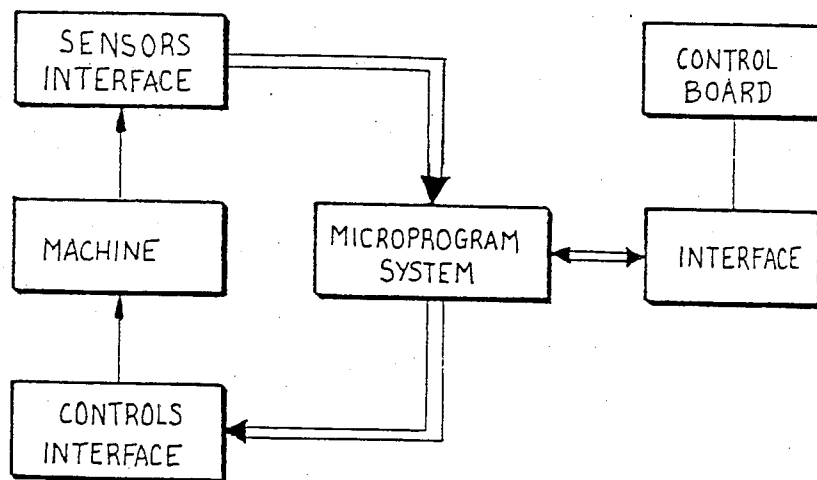 SENSORS
INTERFACE
CONTROL
BOARD
MACHINE
MICROPROGRAM
SYSTEM
INTERFACE
CONTROLS
INTERFACE